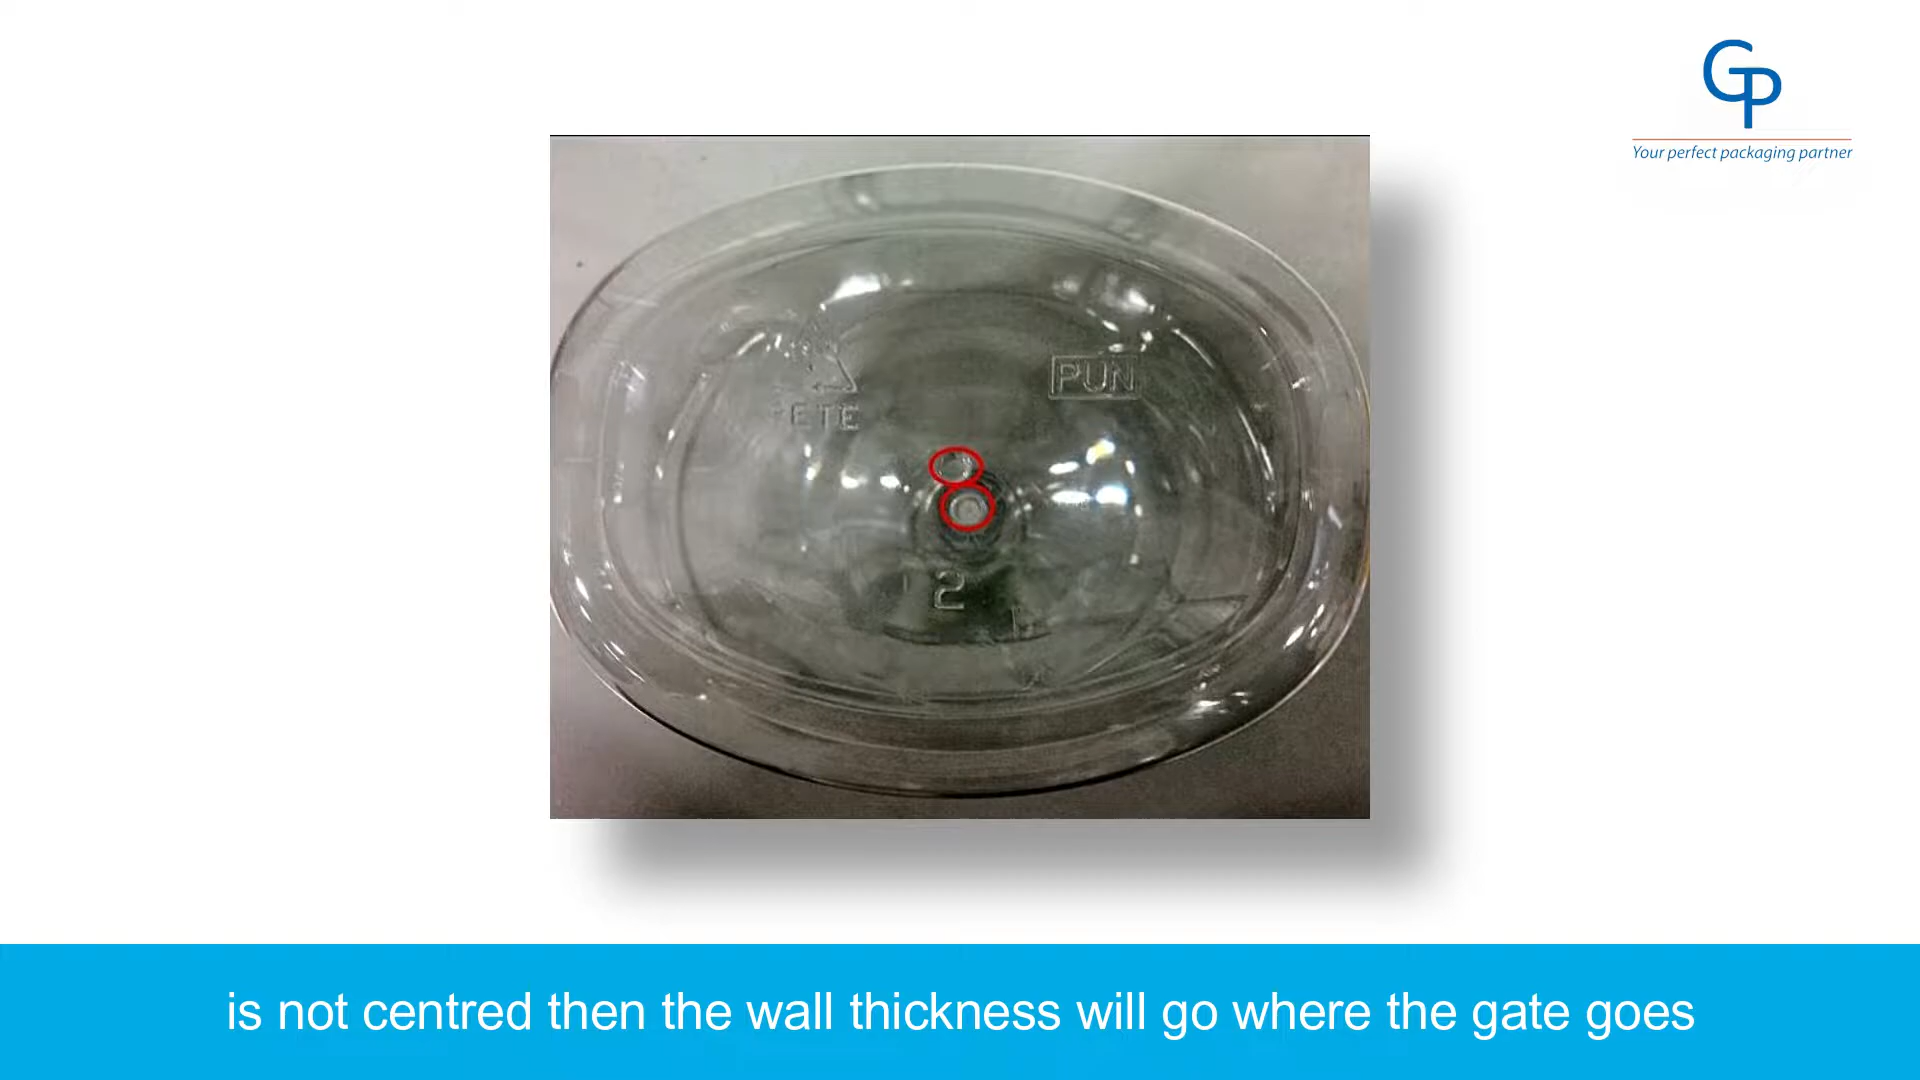 GP
Your perfect packaging partner
PUN
ETE
2
is not centred then the wall thickness will go where the gate goes